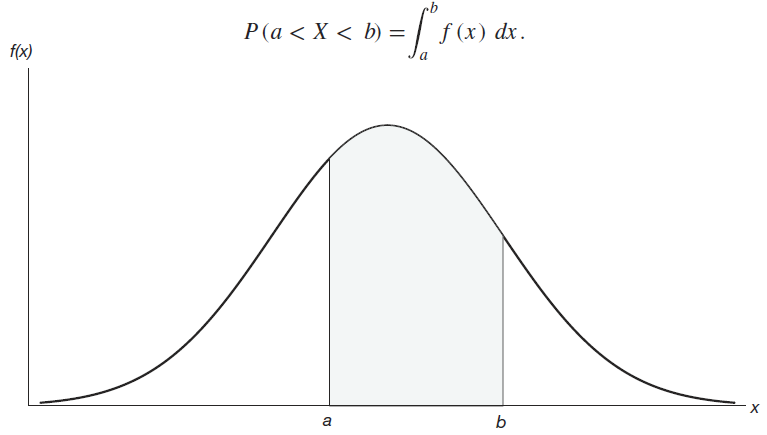 P(a < X < b) = ∫_a^b f(x) dx.
f(x)
x
a
b